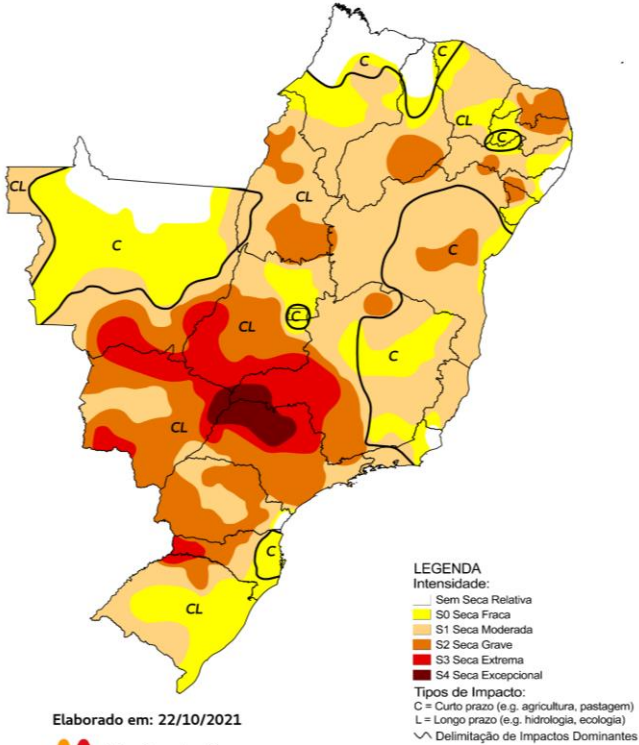 C
C
CL
C
CL
CL
C
C
C
CL
C
C
CL
C
CL
LEGENDA
Intensidade:
Sem Seca Relativa
S0 Seca Fraca
S1 Seca Moderada
S2 Seca Grave
S3 Seca Extrema
S4 Seca Excepcional
Tipos de Impacto:
C = Curto prazo (e.g. agricultura, pastagem)
L = Longo prazo (e.g. hidrologia, ecologia)
Delimitação de Impactos Dominantes
Elaborado em: 22/10/2021